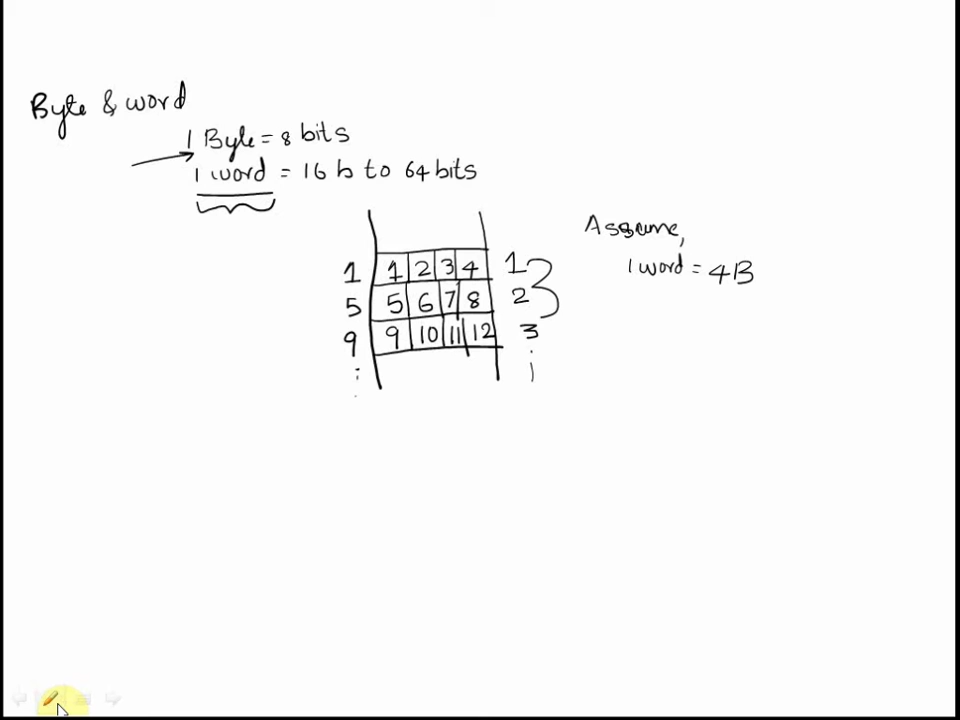 Byte & word
1 Byte = 8 bits
1 word = 16 b to 64 bits
Assume,
1 word = 4B
1 1 2 3 4 1
5 5 6 7 8 2
9 9 10 11 12 3